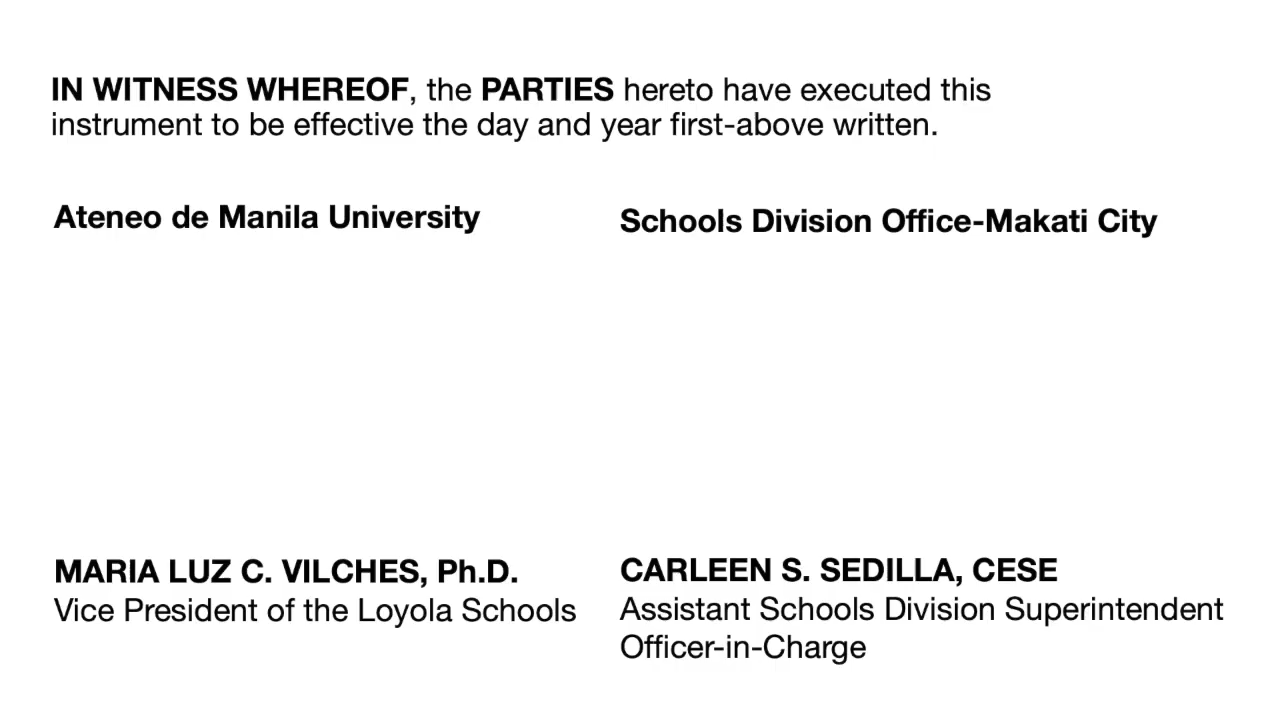 IN WITNESS WHEREOF, the PARTIES hereto have executed this
instrument to be effective the day and year first-above written.
Ateneo de Manila University
Schools Division Office-Makati City
MARIA LUZ C. VILCHES, Ph.D.
Vice President of the Loyola Schools
CARLEEN S. SEDILLA, CESE
Assistant Schools Division Superintendent
Officer-in-Charge